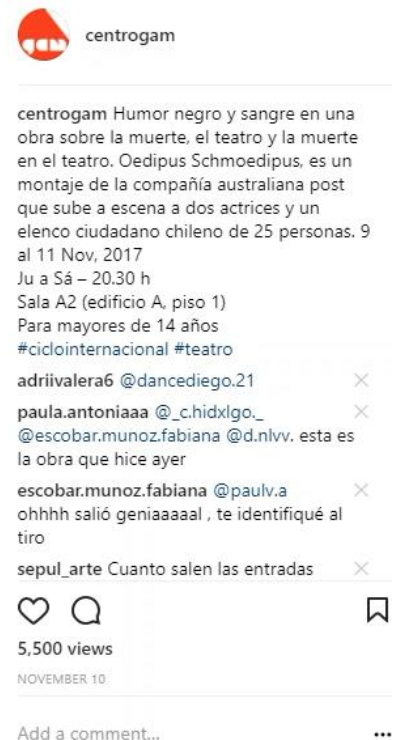 gam
centrogam
centrogam Humor negro y sangre en una
obra sobre la muerte, el teatro y la muerte
en el teatro. Oedipus Schmoedipus, es un
montaje de la compañía australiana post
que sube a escena a dos actrices y un
elenco ciudadano chileno de 25 personas. 9
al 11 Nov, 2017
Ju a Sá – 20.30 h
Sala A2 (edificio A, piso 1)
Para mayores de 14 años
#ciclointernacional #teatro
adriivalera6 @dancediego.21
paula.antoniaaa @_c.hidxlgo._
@escobar.munoz.fabiana @d.nlvv. esta es
la obra que hice ayer
escobar.munoz.fabiana @paulv.a
ohhhh salió geniaaaaal , te identifiqué al
tiro
sepul_arte Cuanto salen las entradas
5,500 views
NOVEMBER 10
Add a comment...